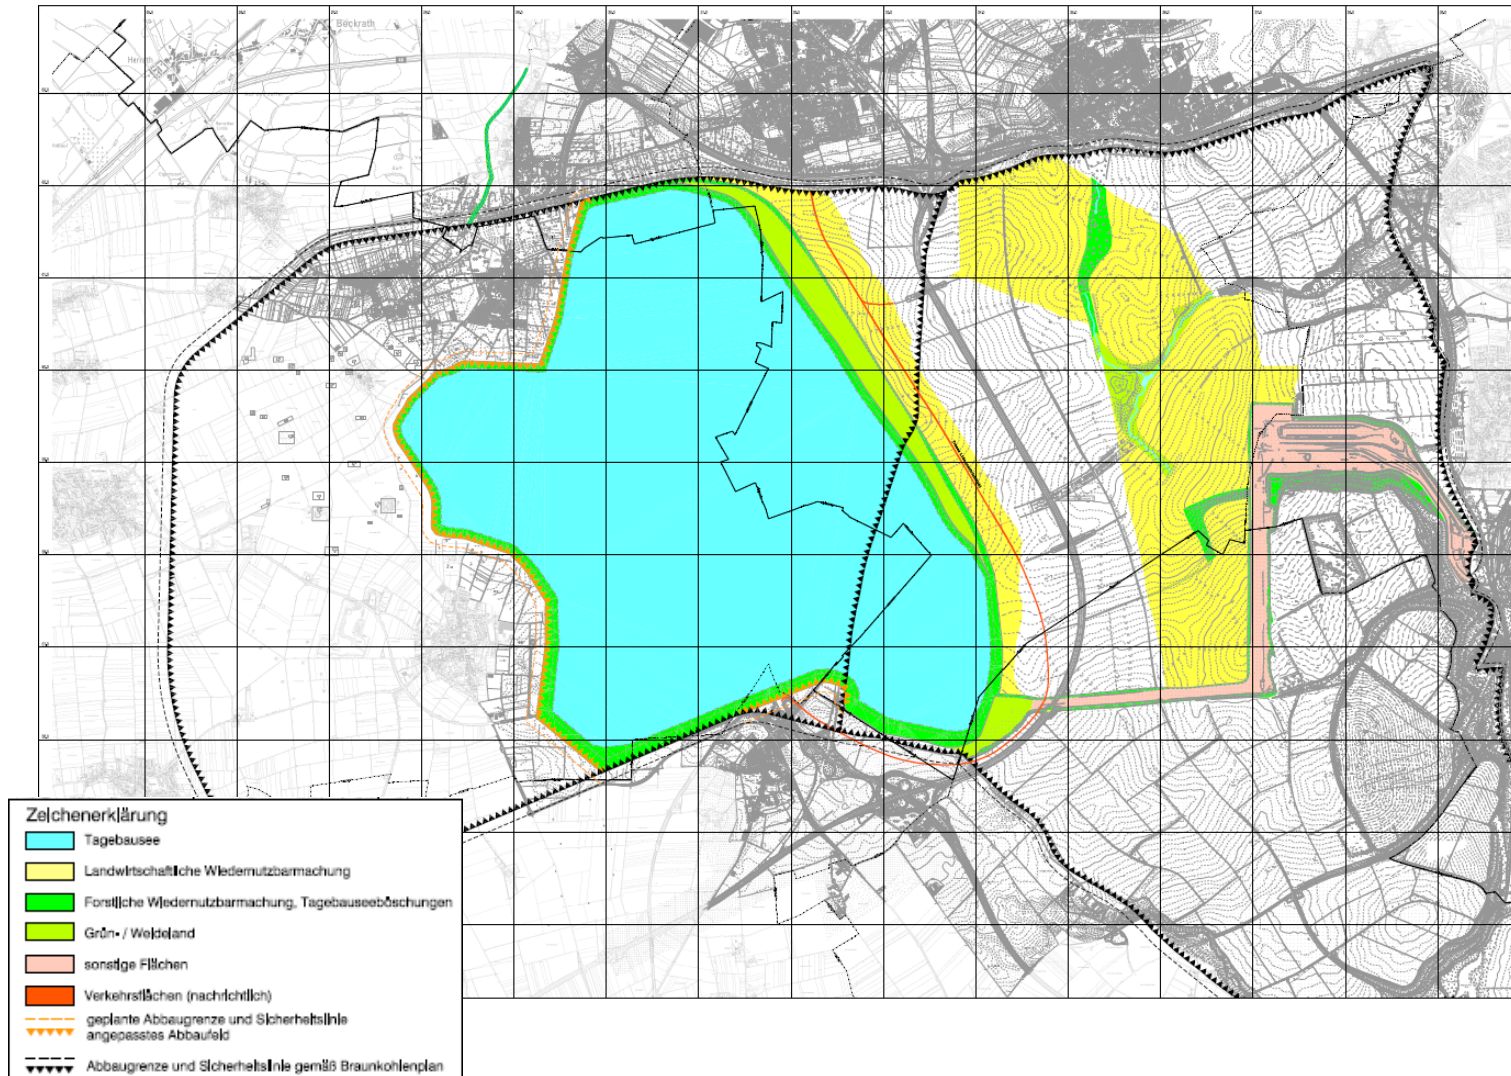 Beckrath
Herrath
Zeichenerklärung
Tagebausee
Landwirtschaftliche Wiedernutzbarmachung
Forstliche Wiedernutzbarmachung, Tagebauseeböschungen
Grün- / Weideland
sonstige Flächen
Verkehrsflächen (nachrichtlich)
geplante Abbaugrenze und Sicherheitslinie
angepasstes Abbaufeld
Abbaugrenze und Sicherheitslinie gemäß Braunkohlenplan